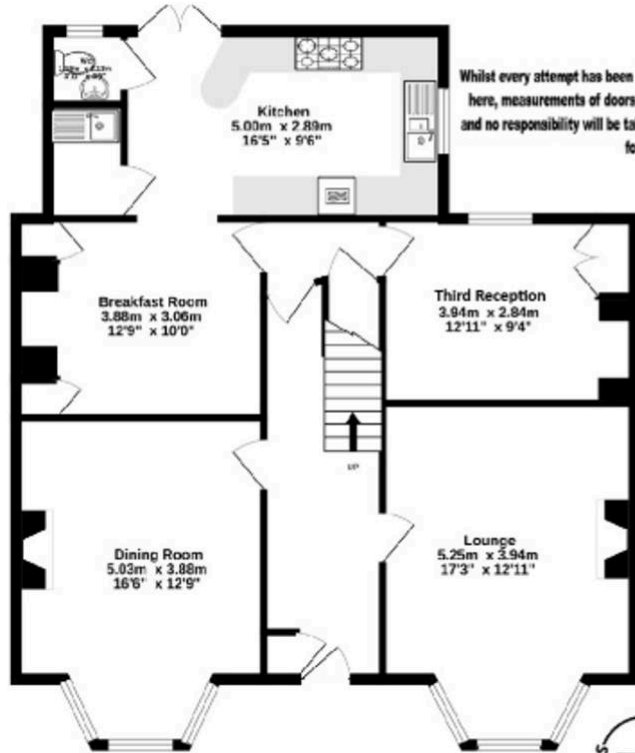 WC
Whilst every attempt has been
here, measurements of doors
and no responsibility will be ta
fo
Kitchen
5.00m x 2.89m
16'5" x 9'6"
Breakfast Room
3.88m x 3.06m
12'9" x 10'0"
Third Reception
3.94m x 2.84m
12'11" x 9'4"
UP
Dining Room
5.03m x 3.88m
16'6" x 12'9"
Lounge
5.25m x 3.94m
17'3" x 12'11"
S